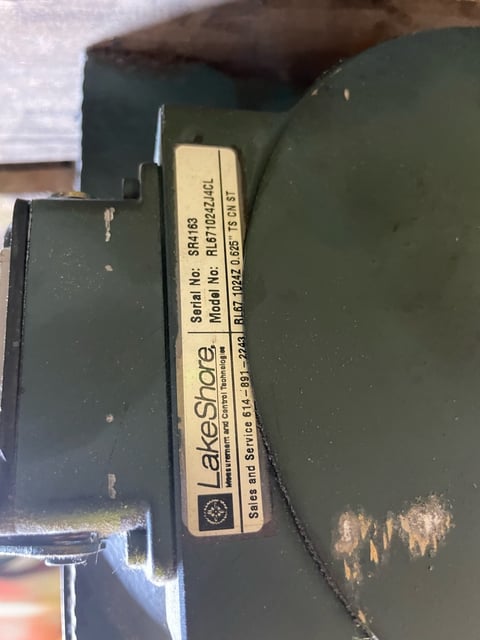 LakeShore
Measurement and Control Technologies
Serial No: SR4163
Model No: RL671024ZJ4CL
Sales and Service 614-891-2243 RL67 1024Z 0.625" TS CN ST